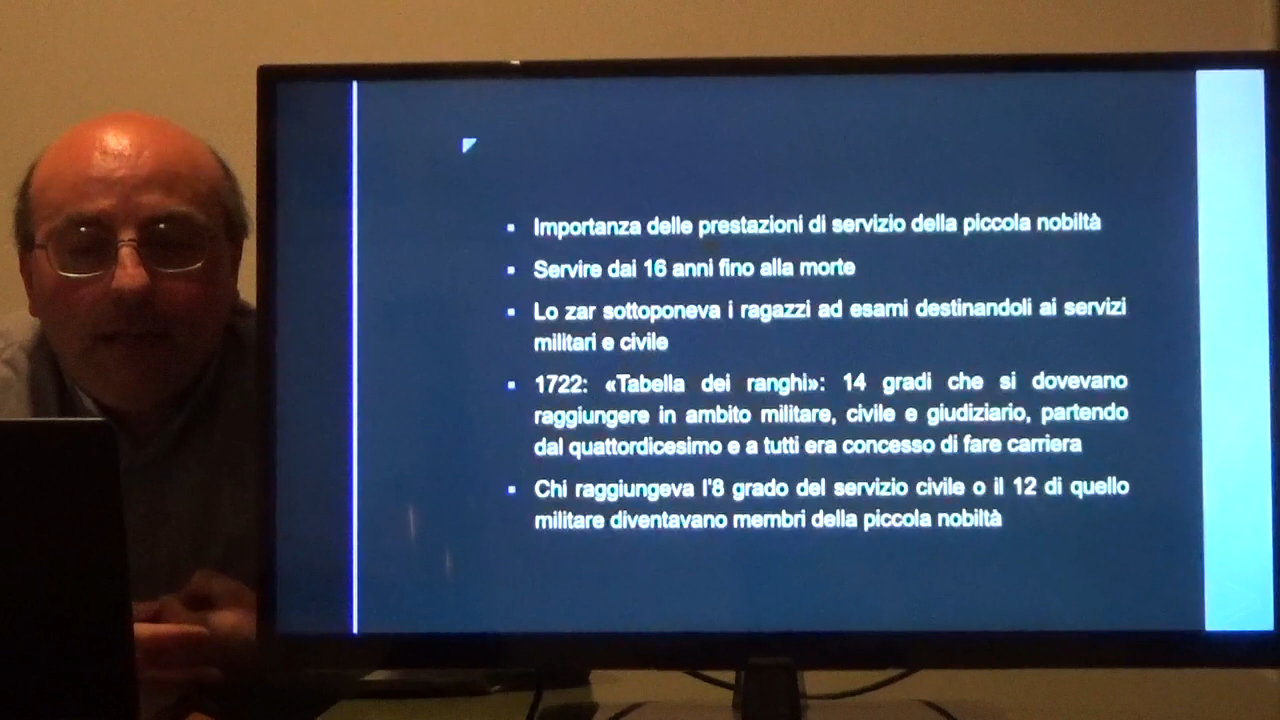 ▪ Importanza delle prestazioni di servizio della piccola nobiltà
▪ Servire dai 16 anni fino alla morte
▪ Lo zar sottoponeva i ragazzi ad esami destinandoli ai servizi
militari e civile
▪ 1722: «Tabella dei ranghi»: 14 gradi che si dovevano
raggiungere in ambito militare, civile e giudiziario, partendo
dal quattordicesimo e a tutti era concesso di fare carriera
▪ Chi raggiungeva l'8 grado del servizio civile o il 12 di quello
militare diventavano membri della piccola nobiltà